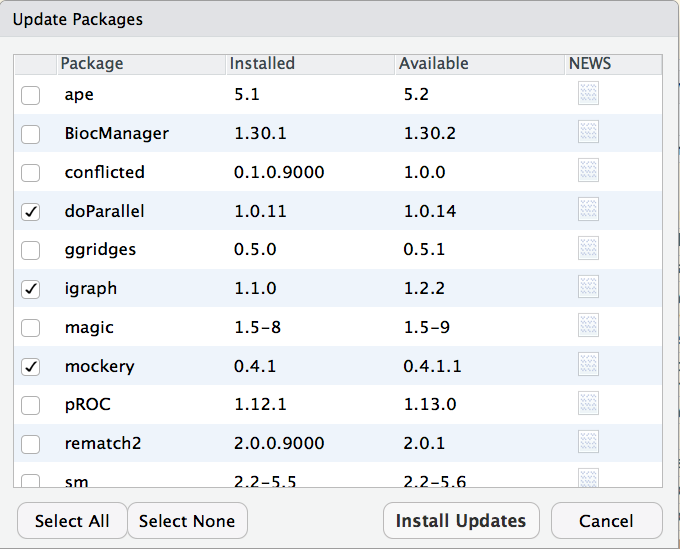 Update Packages
Package Installed Available NEWS
ape 5.1 5.2
BiocManager 1.30.1 1.30.2
conflicted 0.1.0.9000 1.0.0
doParallel 1.0.11 1.0.14
ggridges 0.5.0 0.5.1
igraph 1.1.0 1.2.2
magic 1.5-8 1.5-9
mockery 0.4.1 0.4.1.1
pROC 1.12.1 1.13.0
rematch2 2.0.0.9000 2.0.1
sm 2.2-5.5 2.2-5.6
Select All Select None Install Updates Cancel